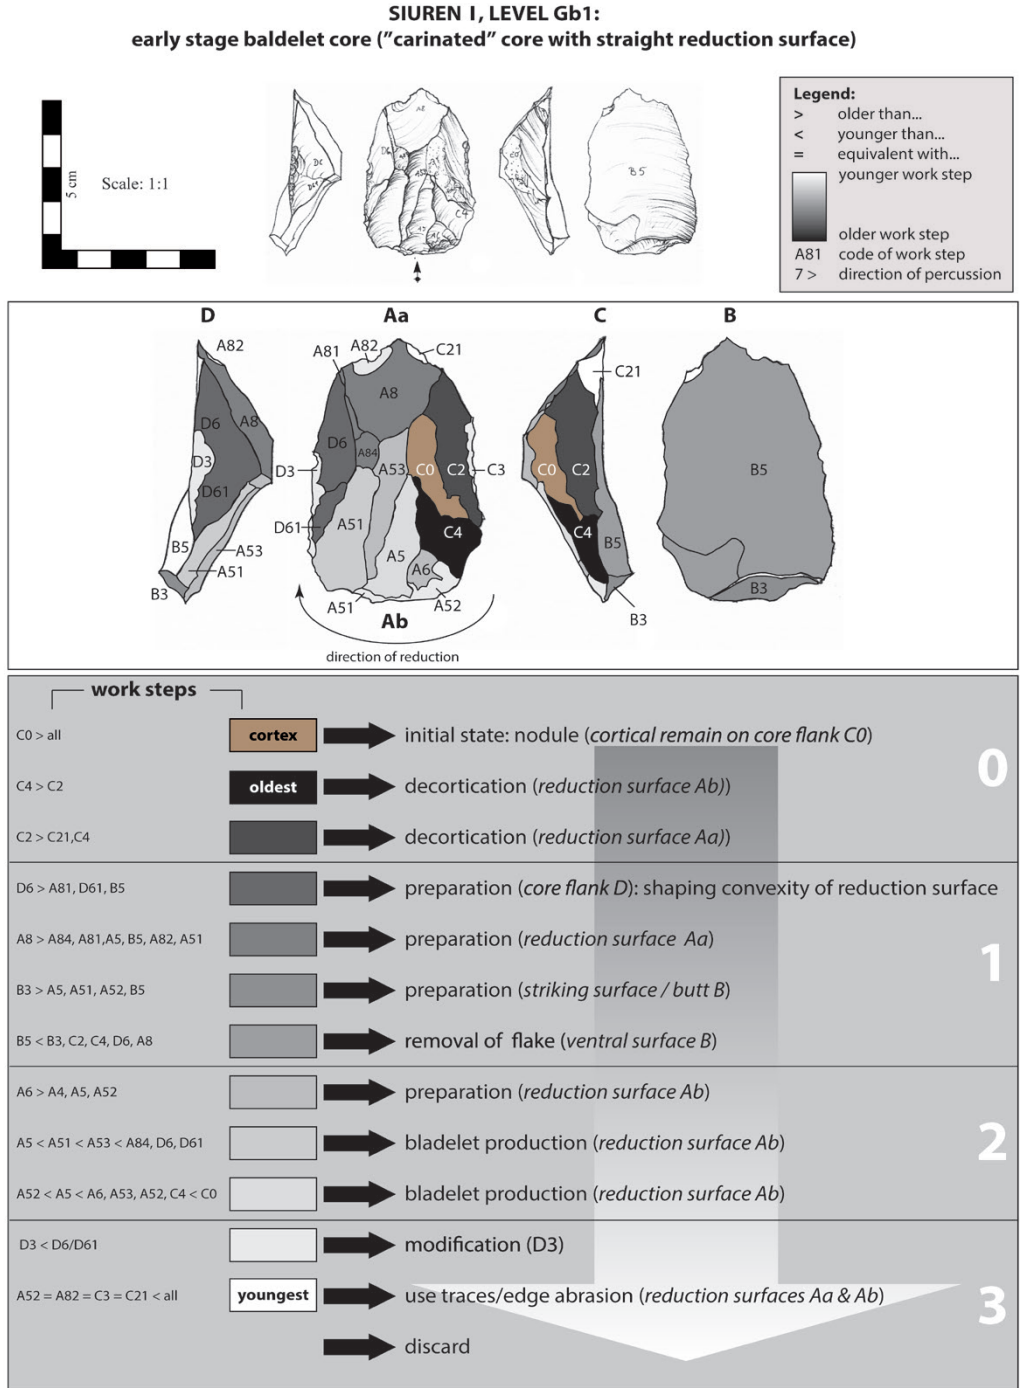 SIUREN I, LEVEL Gb1:
early stage baldelet core ("carinated" core with straight reduction surface)
5 cm
Scale: 1:1
A8
D6
C4
B5
Legend:
> older than...
< younger than...
= equivalent with...
younger work step
older work step
A81 code of work step
7 > direction of percussion
D Aa C B
A82 A81 A82 C21
C21
A8
D6 A8
D6
D3 D3 A84 A53 C0 C2 C3 C0 C2 B5
D61
D61 A51 C4 C4
B5 A53 A5 A6 B5
A51
B3 A51 A52 B3 B3
Ab
direction of reduction
work steps
C0 > all cortex initial state: nodule (cortical remain on core flank C0)
0
C4 > C2 oldest decortication (reduction surface Ab))
C2 > C21,C4 decortication (reduction surface Aa))
D6 > A81, D61, B5 preparation (core flank D): shaping convexity of reduction surface
A8 > A84, A81,A5, B5, A82, A51 preparation (reduction surface Aa)
1
B3 > A5, A51, A52, B5 preparation (striking surface / butt B)
B5 < B3, C2, C4, D6, A8 removal of flake (ventral surface B)
A6 > A4, A5, A52 preparation (reduction surface Ab)
A5 < A51 < A53 < A84, D6, D61 bladelet production (reduction surface Ab)
2
A52 < A5 < A6, A53, A52, C4 < C0 bladelet production (reduction surface Ab)
D3 < D6/D61 modification (D3)
A52 = A82 = C3 = C21 < all youngest use traces/edge abrasion (reduction surfaces Aa & Ab)
3
discard